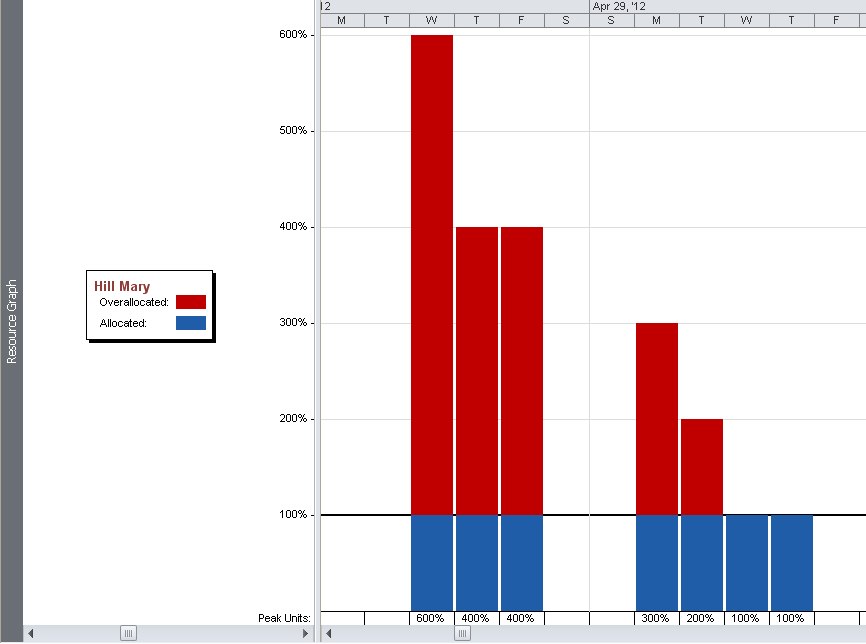 12
Apr 29, '12
M T W T F S S M T W T F
600%
500%
400%
300%
200%
100%
Resource Graph
Hill Mary
Overallocated:
Allocated:
Peak Units: 600% 400% 400% 300% 200% 100% 100%